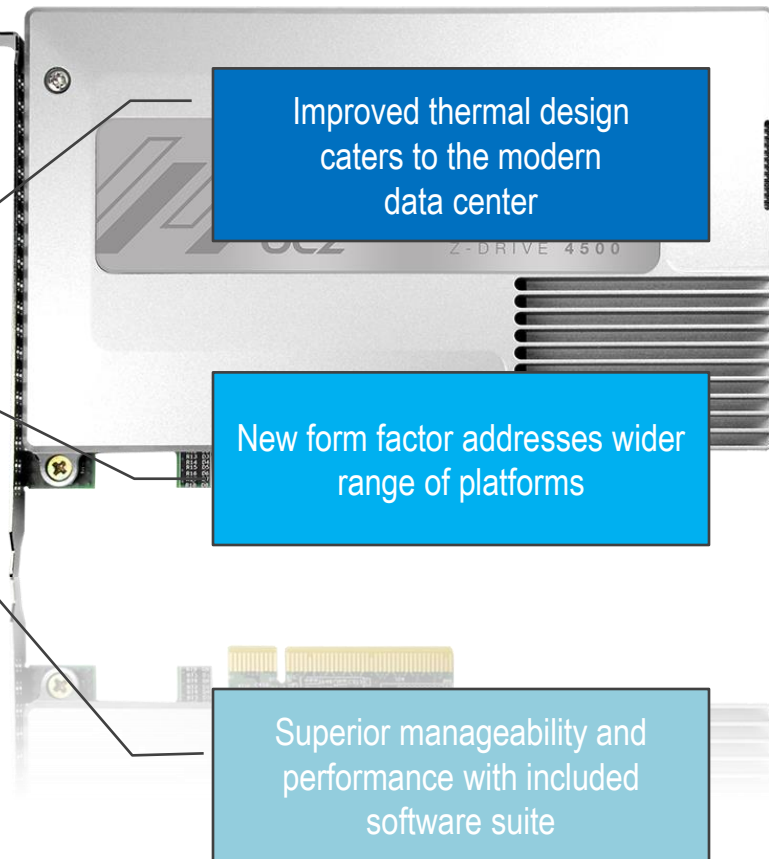 Improved thermal design
caters to the modern
data center
OCZ
Z-DRIVE 4500
New form factor addresses wider
range of platforms
Superior manageability and
performance with included
software suite